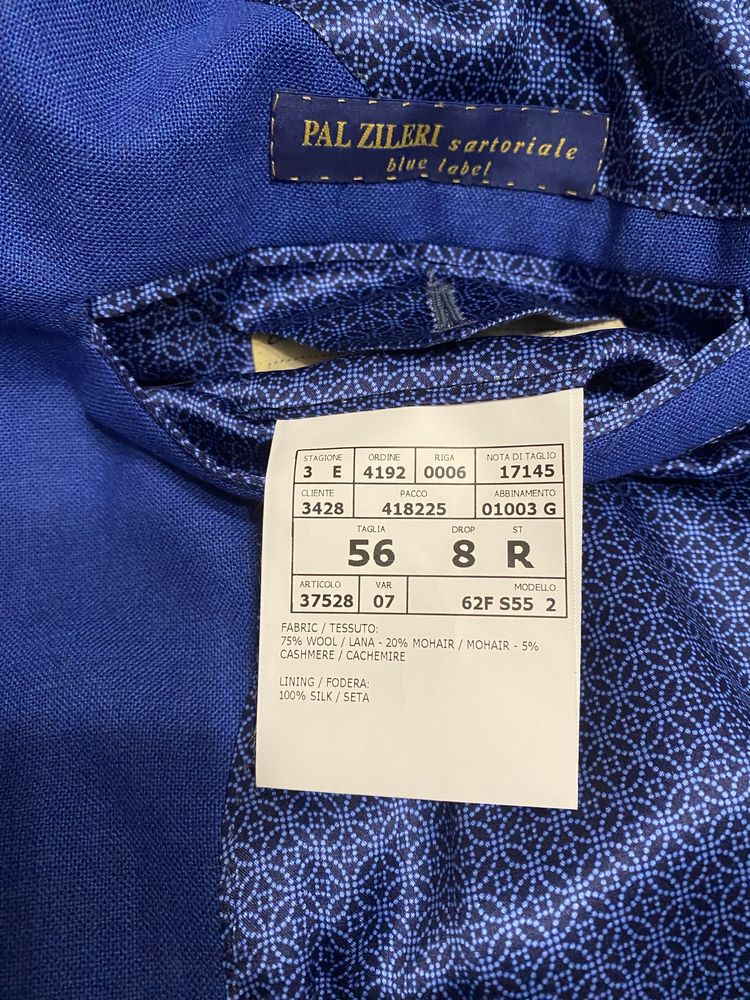 PAL ZILERI sartoriale
blue label
STAGIONE ORDINE RIGA NOTA DI TAGLIO
3 E 4192 0006 17145
CLIENTE PACCO ABBINAMENTO
3428 418225 01003 G
TAGLIA DROP ST
56 8 R
ARTICOLO VAR MODELLO
37528 07 62F S55 2
FABRIC / TESSUTO:
75% WOOL / LANA - 20% MOHAIR / MOHAIR - 5%
CASHMERE / CACHEMIRE
LINING / FODERA:
100% SILK / SETA